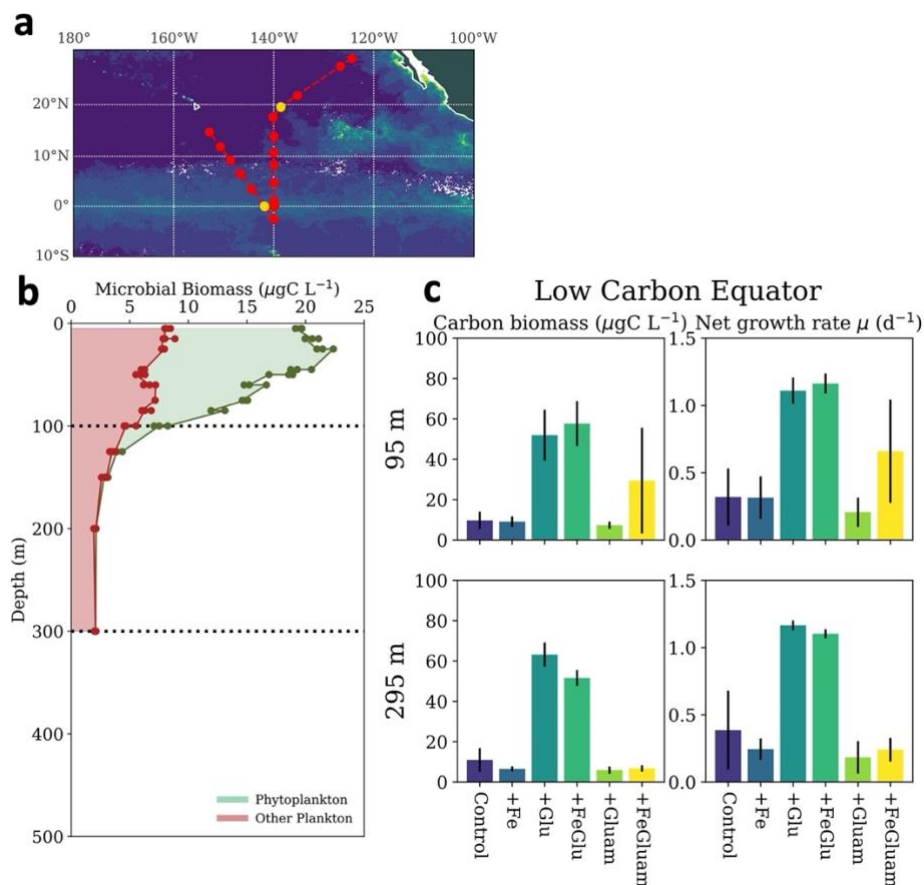 a
180° 160°W 140°W 120°W 100°W
20°N
10°N
0°
10°S
b
Microbial Biomass (μgC L⁻¹)
0 5 10 15 20 25
Depth (m)
0
100
200
300
400
500
Phytoplankton
Other Plankton
c
Low Carbon Equator
Carbon biomass (μgC L⁻¹) Net growth rate μ (d⁻¹)
95 m
100
80
60
40
20
0
1.5
1.0
0.5
0.0
295 m
100
80
60
40
20
0
1.5
1.0
0.5
0.0
Control +Fe +Glu +FeGlu +Gluam +FeGluam
Control +Fe +Glu +FeGlu +Gluam +FeGluam